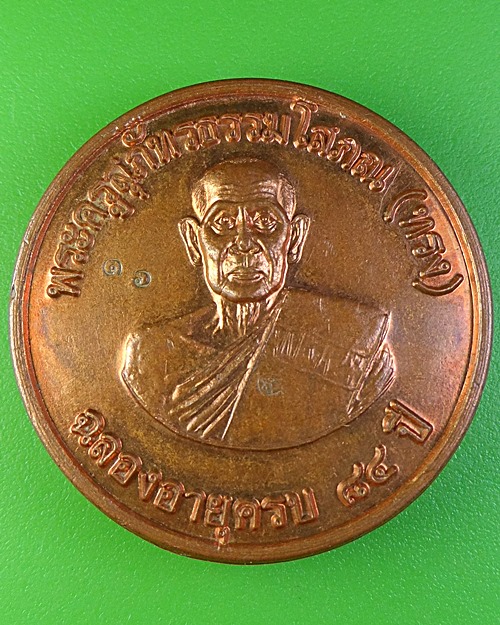 พระครูภัทรธรรมโสภณ (ทอง)
๑๖
ฉลองอายุครบ ๘๔ ปี